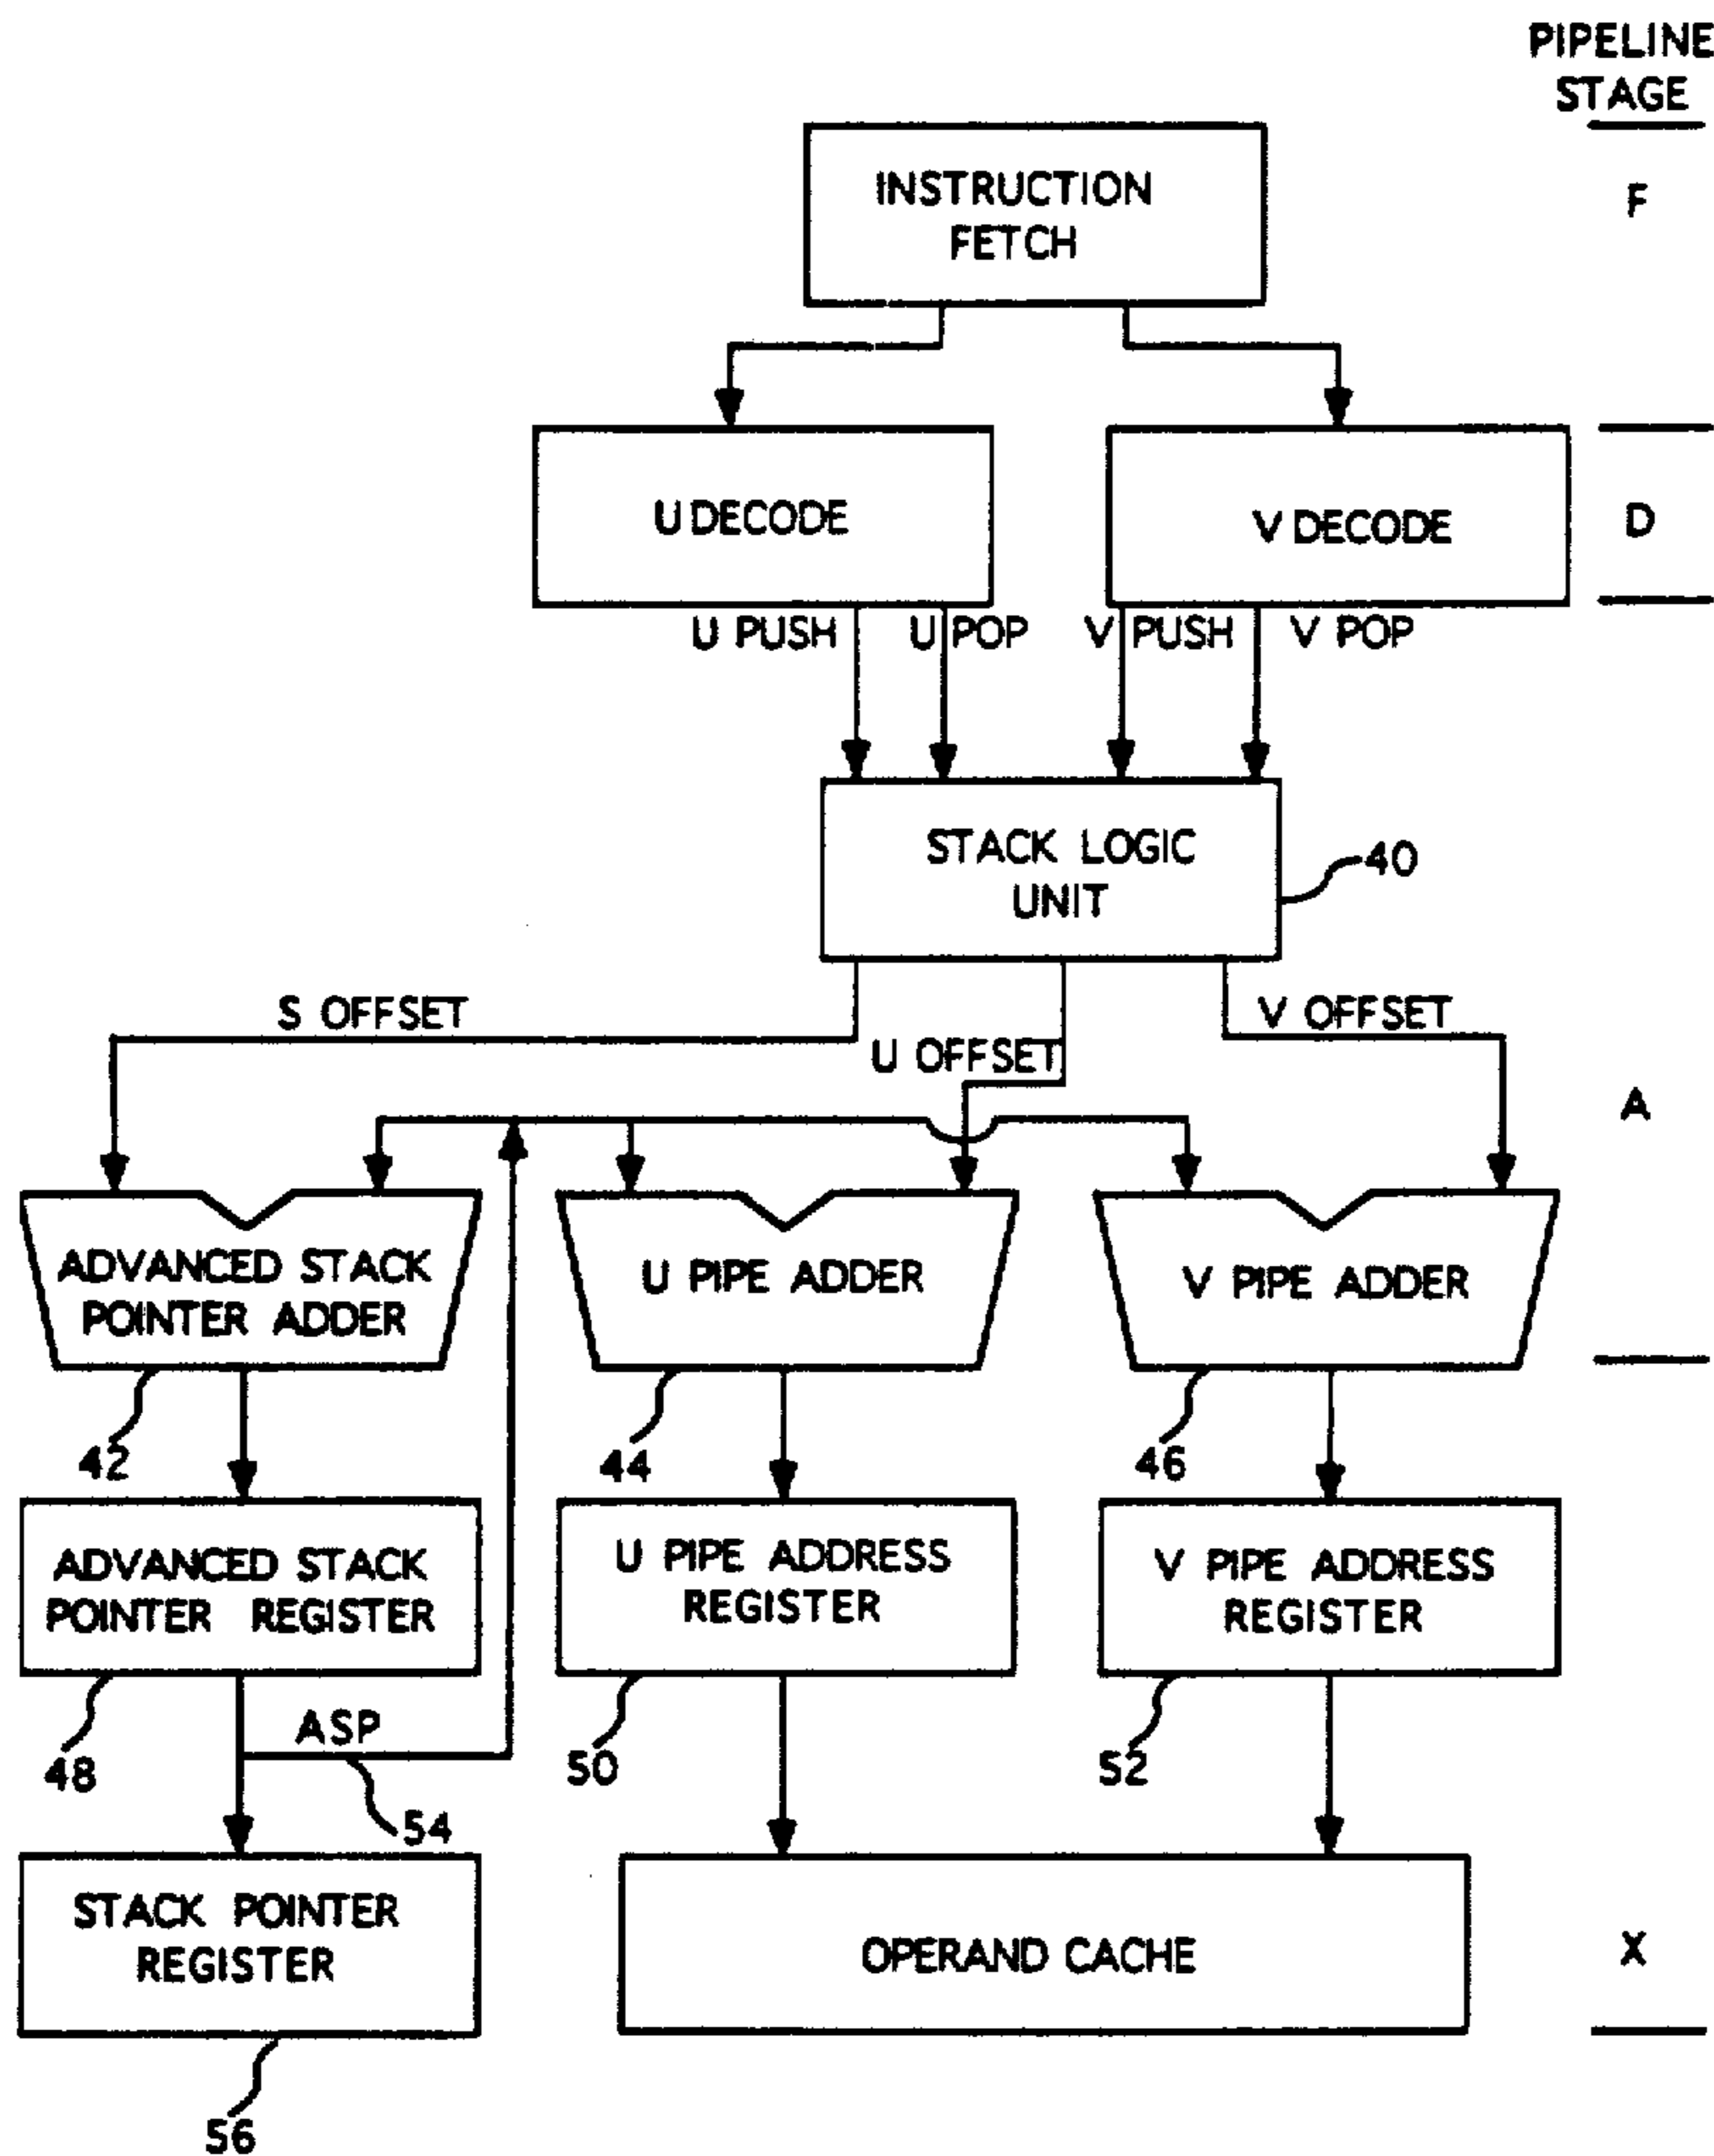 PIPELINE
STAGE
INSTRUCTION
FETCH
F
U DECODE
V DECODE
D
U PUSH
U POP
V PUSH
V POP
STACK LOGIC
UNIT
40
S OFFSET
U OFFSET
V OFFSET
A
ADVANCED STACK
POINTER ADDER
U PIPE ADDER
V PIPE ADDER
42
44
46
ADVANCED STACK
POINTER REGISTER
U PIPE ADDRESS
REGISTER
V PIPE ADDRESS
REGISTER
48
ASP
50
52
54
STACK POINTER
REGISTER
OPERAND CACHE
X
56